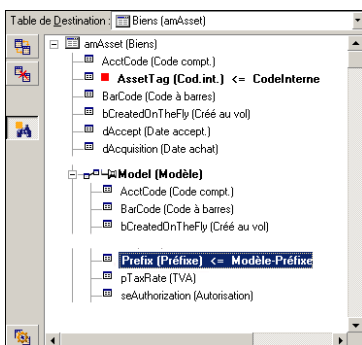 Table de Destination : Biens (amAsset)
amAsset (Biens)
AcctCode (Code compt.)
AssetTag (Cod.int.) <= CodeInterne
BarCode (Code à barres)
bCreatedOnTheFly (Créé au vol)
dAccept (Date accept.)
dAcquisition (Date achat)
Model (Modèle)
AcctCode (Code compt.)
BarCode (Code à barres)
bCreatedOnTheFly (Créé au vol)
Prefix (Préfixe) <= Modèle-Préfixe
pTaxRate (TVA)
seAuthorization (Autorisation)